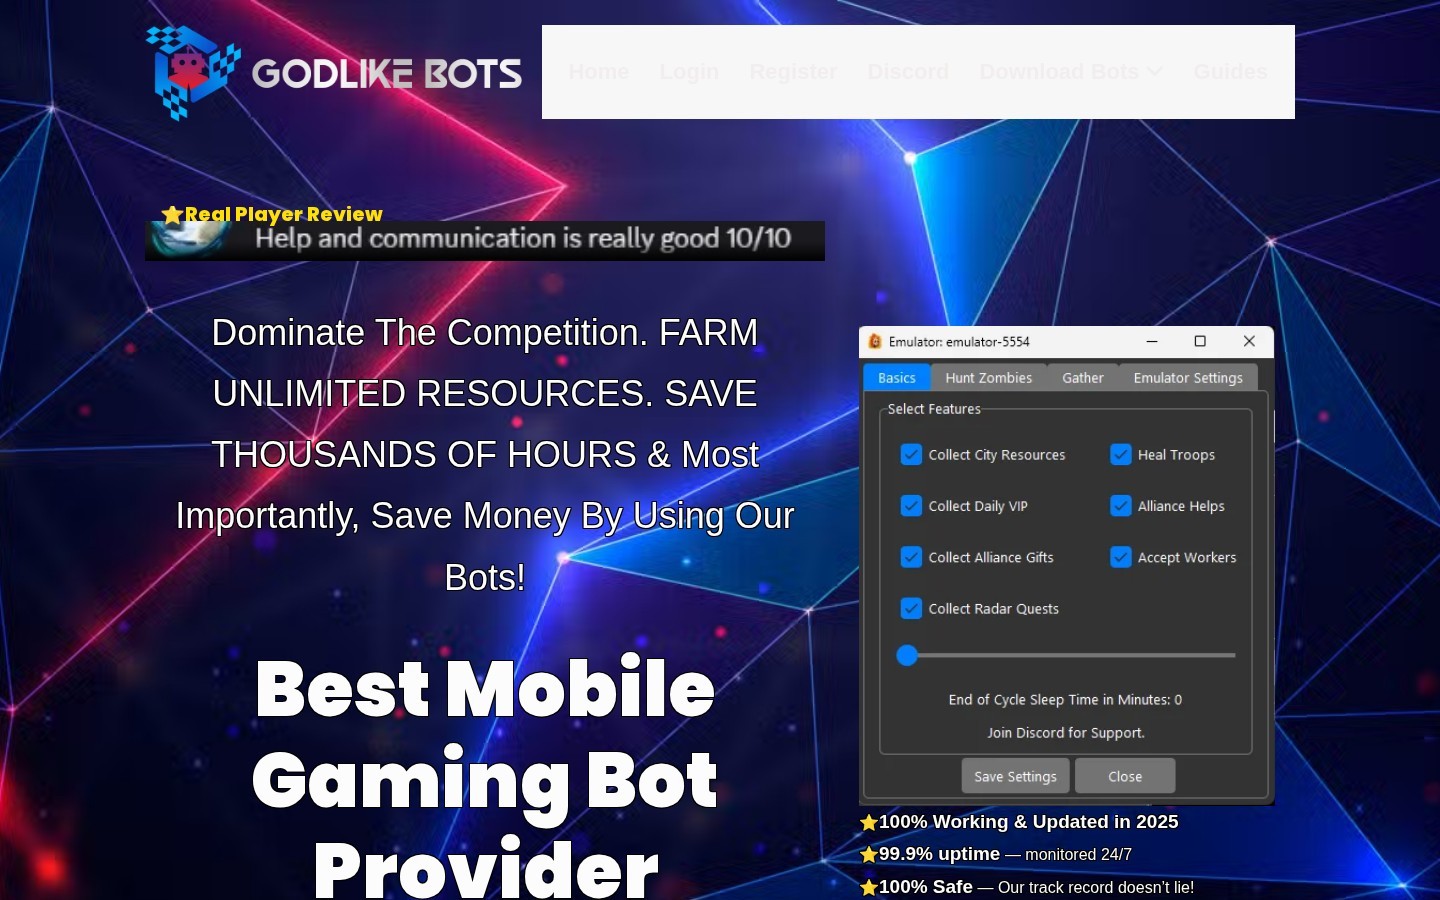 GODLIKE BOTS
Home Login Register Discord Download Bots Guides
⭐Real Player Review
Help and communication is really good 10/10
Dominate The Competition. FARM
UNLIMITED RESOURCES. SAVE
THOUSANDS OF HOURS & Most
Importantly, Save Money By Using Our
Bots!
Best Mobile
Gaming Bot
Provider
Emulator: emulator-5554
Basics Hunt Zombies Gather Emulator Settings
Select Features
Collect City Resources Heal Troops
Collect Daily VIP Alliance Helps
Collect Alliance Gifts Accept Workers
Collect Radar Quests
End of Cycle Sleep Time in Minutes: 0
Join Discord for Support.
Save Settings Close
⭐100% Working & Updated in 2025
⭐99.9% uptime — monitored 24/7
⭐100% Safe — Our track record doesn’t lie!